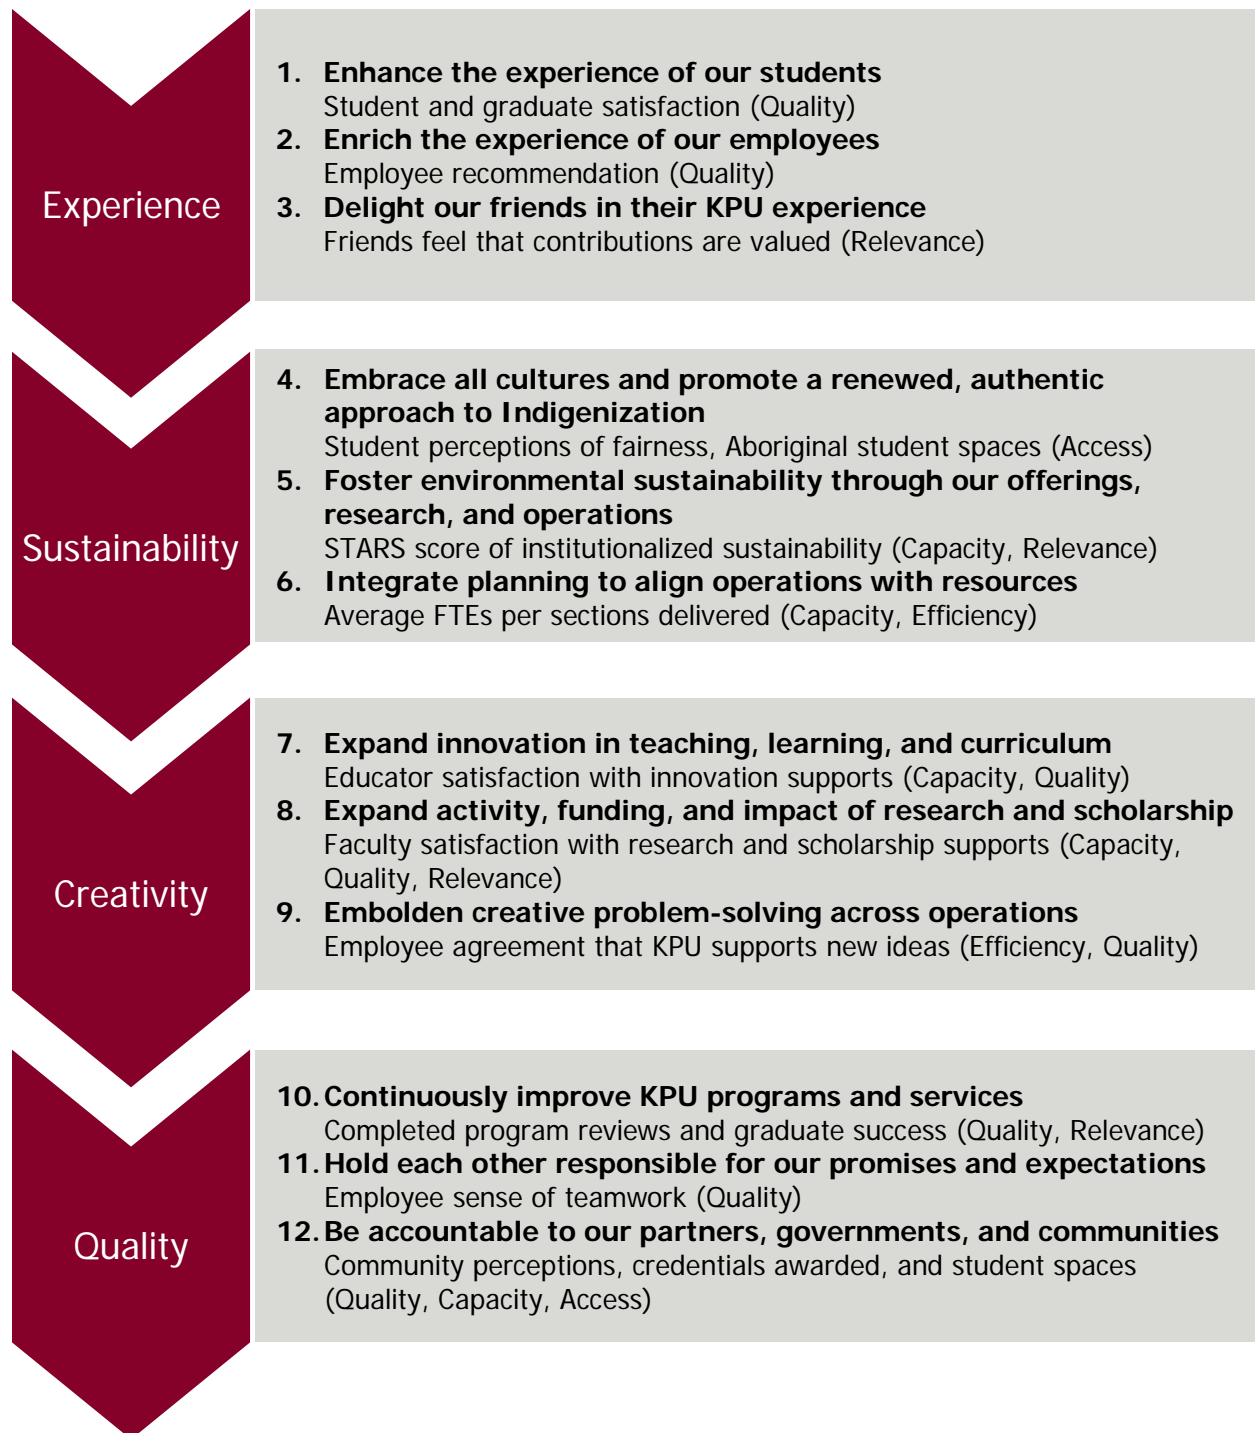 Experience
1. Enhance the experience of our students
Student and graduate satisfaction (Quality)
2. Enrich the experience of our employees
Employee recommendation (Quality)
3. Delight our friends in their KPU experience
Friends feel that contributions are valued (Relevance)
Sustainability
4. Embrace all cultures and promote a renewed, authentic
approach to Indigenization
Student perceptions of fairness, Aboriginal student spaces (Access)
5. Foster environmental sustainability through our offerings,
research, and operations
STARS score of institutionalized sustainability (Capacity, Relevance)
6. Integrate planning to align operations with resources
Average FTEs per sections delivered (Capacity, Efficiency)
Creativity
7. Expand innovation in teaching, learning, and curriculum
Educator satisfaction with innovation supports (Capacity, Quality)
8. Expand activity, funding, and impact of research and scholarship
Faculty satisfaction with research and scholarship supports (Capacity,
Quality, Relevance)
9. Embolden creative problem-solving across operations
Employee agreement that KPU supports new ideas (Efficiency, Quality)
Quality
10. Continuously improve KPU programs and services
Completed program reviews and graduate success (Quality, Relevance)
11. Hold each other responsible for our promises and expectations
Employee sense of teamwork (Quality)
12. Be accountable to our partners, governments, and communities
Community perceptions, credentials awarded, and student spaces
(Quality, Capacity, Access)